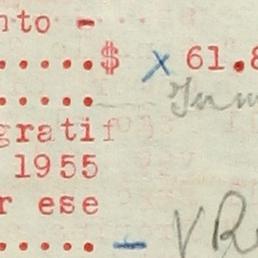 nto -
.....$ x 61.8
.....
gratif
1955
r ese
..... —